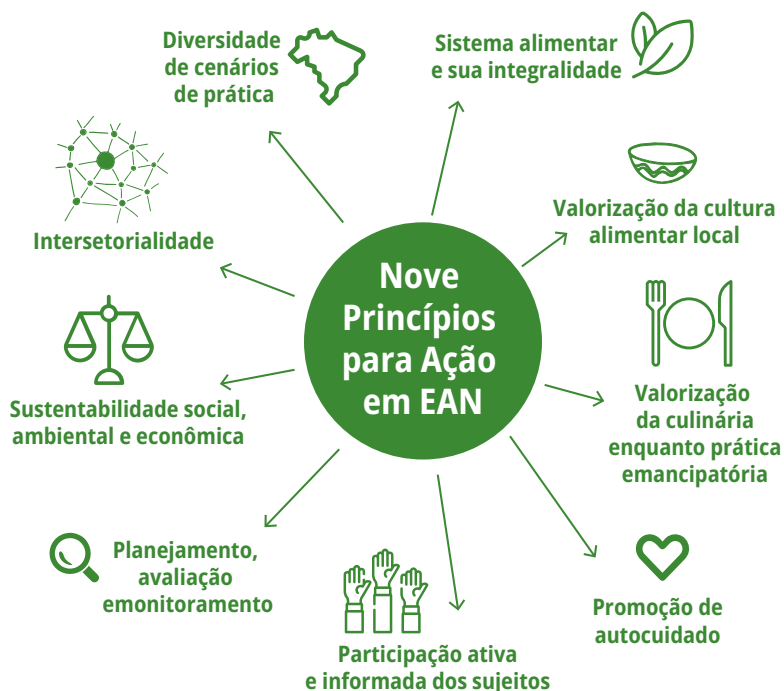 Nove
Princípios
para Ação
em EAN
Sistema alimentar
e sua integralidade
Valorização da cultura
alimentar local
Valorização
da culinária
enquanto prática
emancipatória
Promoção de
autocuidado
Participação ativa
e informada dos sujeitos
Planejamento,
avaliação
emonitoramento
Sustentabilidade social,
ambiental e econômica
Intersetorialidade
Diversidade
de cenários
de prática